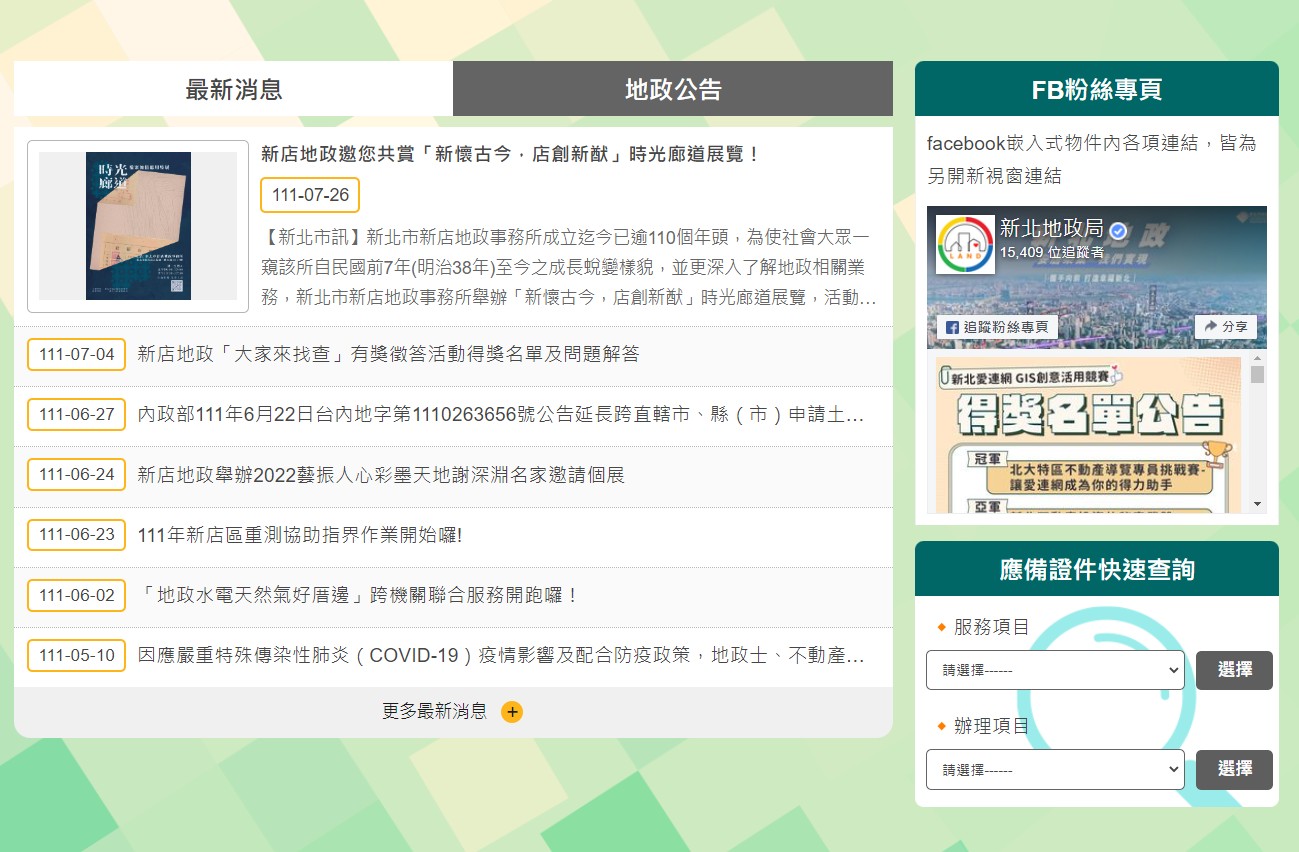 最新消息
地政公告
時光
廊道
新店地政邀您共賞「新懷古今．店創新猷」時光廊道展覽！
111-07-26
【新北市訊】新北市新店地政事務所成立迄今已逾110個年頭，為使社會大眾一
窺該所自民國前7年(明治38年)至今之成長蛻變樣貌，並更深入了解地政相關業
務，新北市新店地政事務所舉辦「新懷古今，店創新猷」時光廊道展覽，活動...
111-07-04 新店地政「大家來找查」有獎徵答活動得獎名單及問題解答
111-06-27 內政部111年6月22日台內地字第1110263656號公告延長跨直轄市、縣（市）申請土...
111-06-24 新店地政舉辦2022藝振人心彩墨天地謝深淵名家邀請個展
111-06-23 111年新店區重測協助指界作業開始囉!
111-06-02 「地政水電天然氣好厝邊」跨機關聯合服務開跑囉！
111-05-10 因應嚴重特殊傳染性肺炎（COVID-19）疫情影響及配合防疫政策，地政士、不動產...
更多最新消息
FB粉絲專頁
facebook嵌入式物件內各項連結，皆為
另開新視窗連結
LAND
新北地政局
15,409 位追蹤者
追蹤粉絲專頁
分享
新北愛連網 GIS創意活用競賽
得獎名單公告
冠軍
北大特區不動產導覽專員挑戰賽-
讓愛連網成為你的得力助手
亞軍
應備證件快速查詢
服務項目
請選擇------ 選擇
辦理項目
請選擇------ 選擇